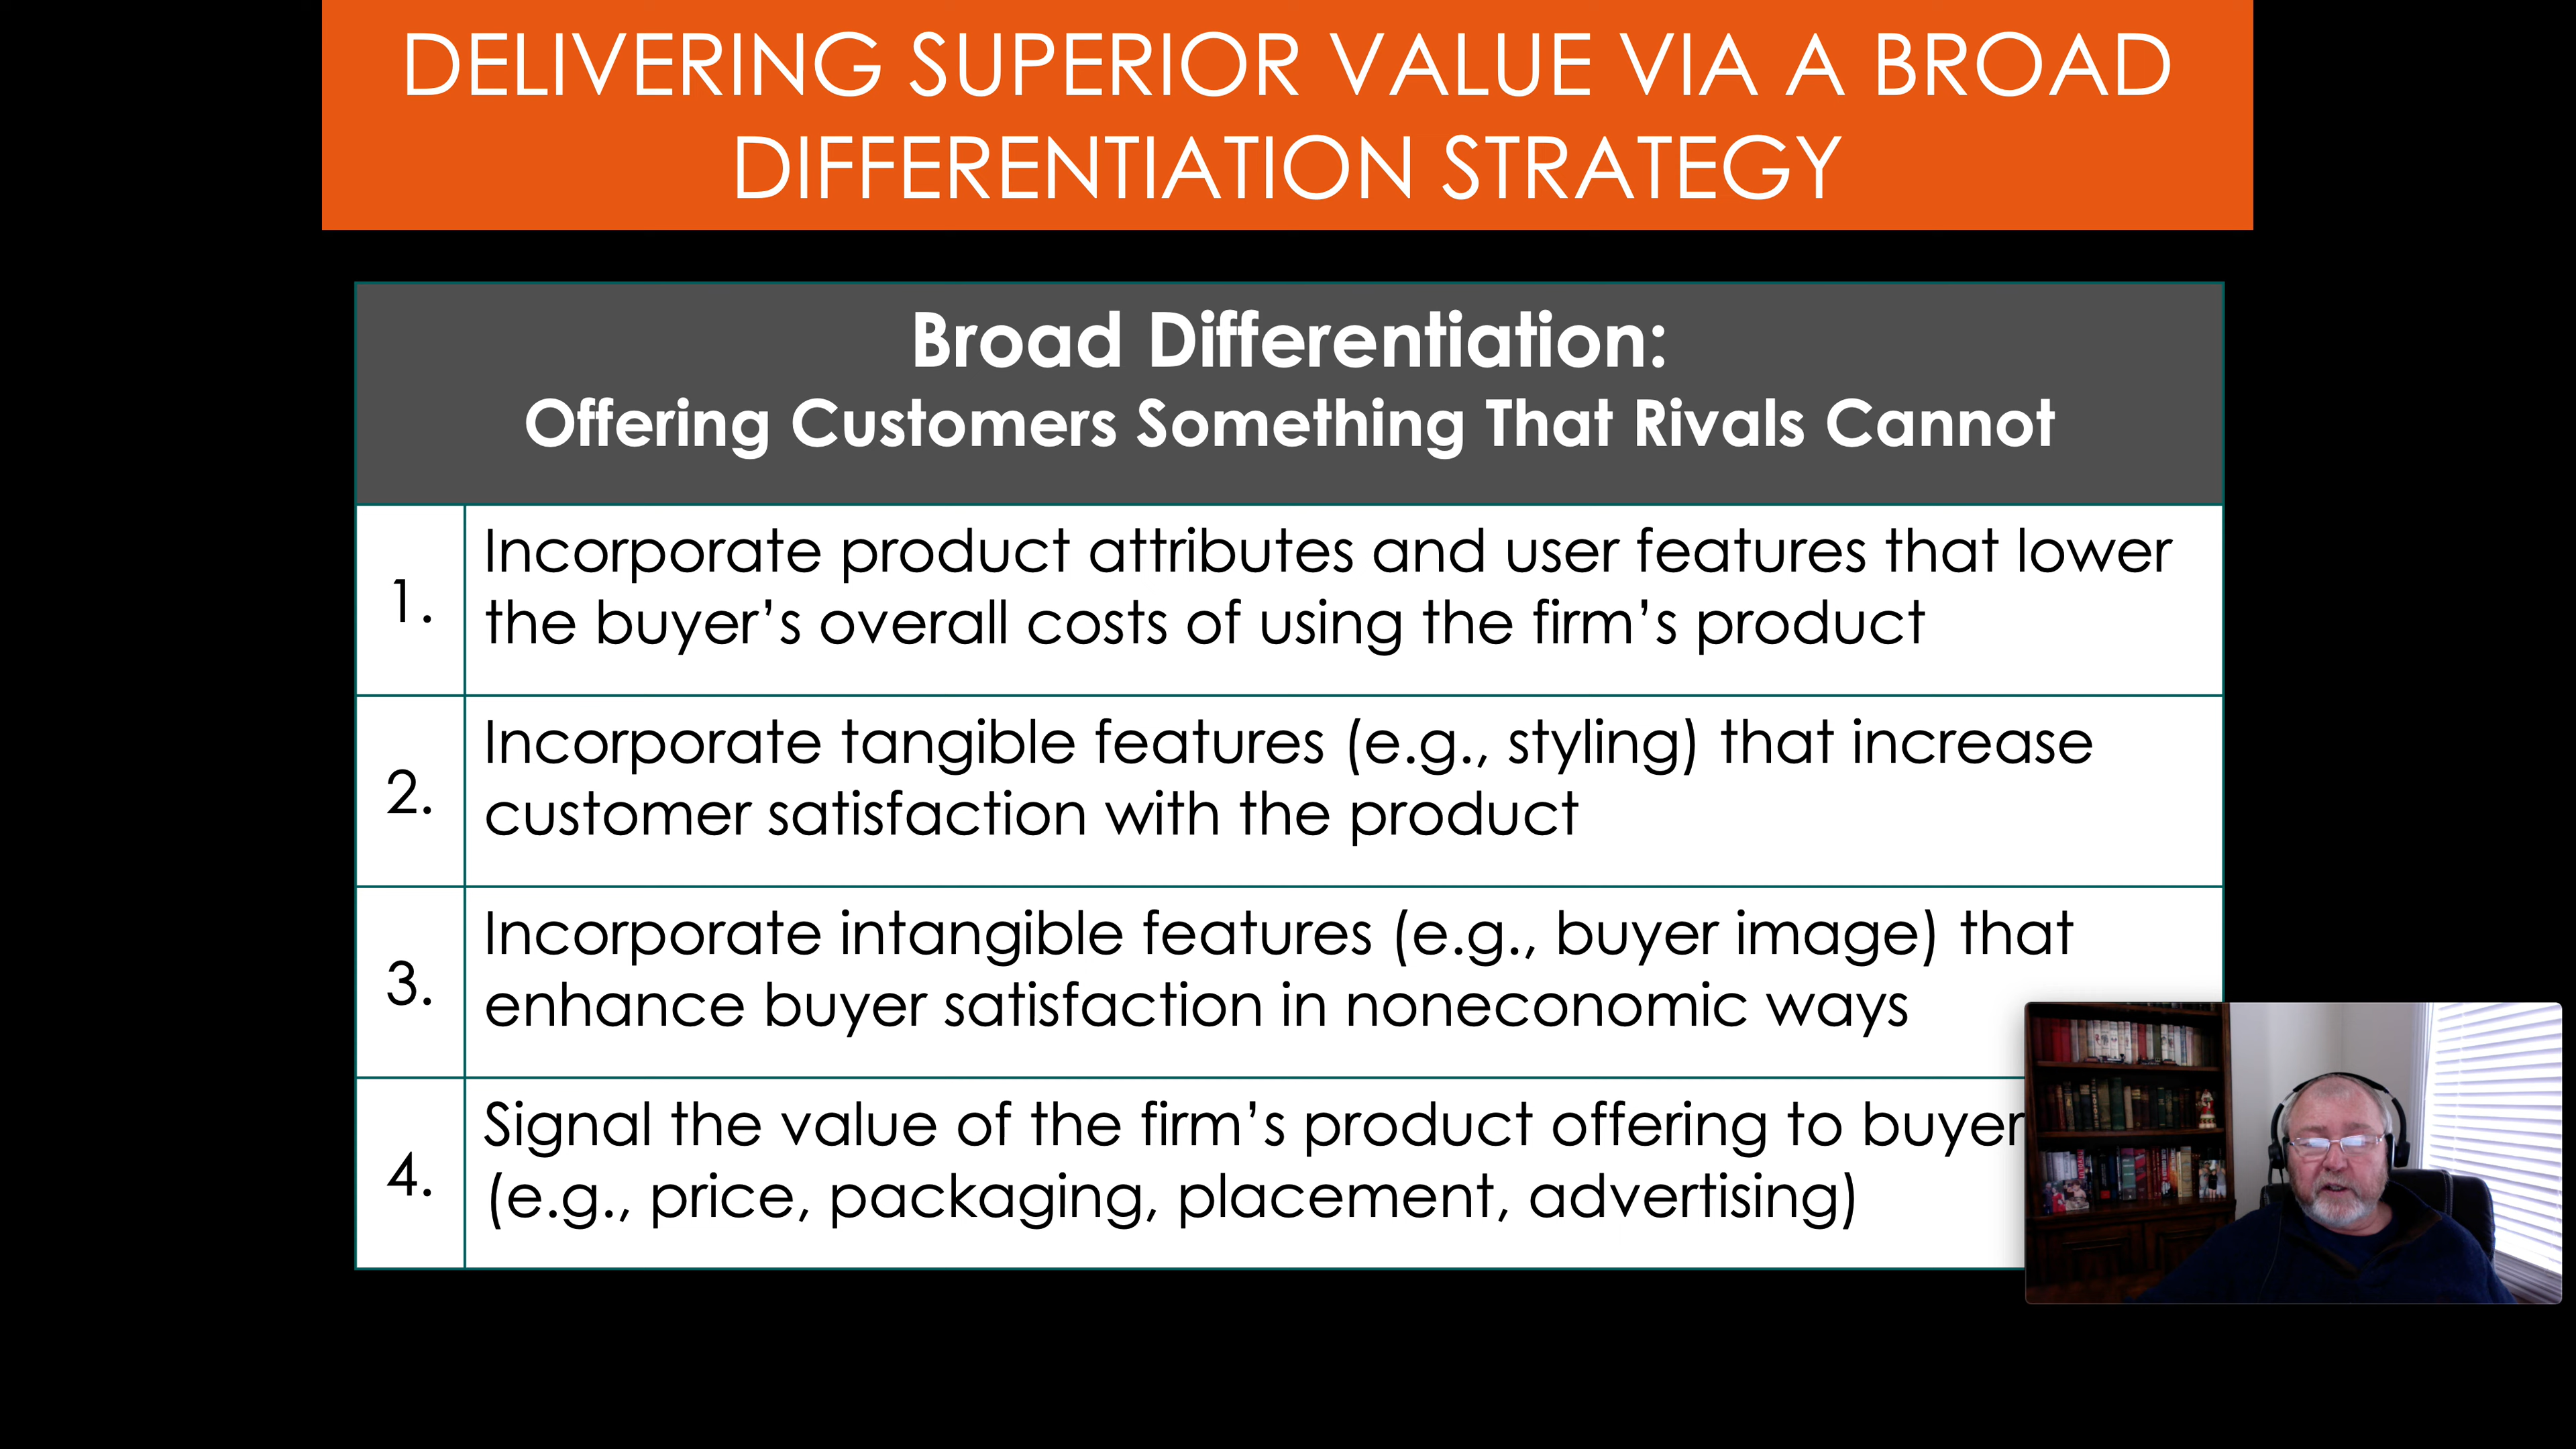 DELIVERING SUPERIOR VALUE VIA A BROAD
DIFFERENTIATION STRATEGY
Broad Differentiation:
Offering Customers Something That Rivals Cannot
1. Incorporate product attributes and user features that lower
the buyer’s overall costs of using the firm’s product
2. Incorporate tangible features (e.g., styling) that increase
customer satisfaction with the product
3. Incorporate intangible features (e.g., buyer image) that
enhance buyer satisfaction in noneconomic ways
4. Signal the value of the firm’s product offering to buyer
(e.g., price, packaging, placement, advertising)